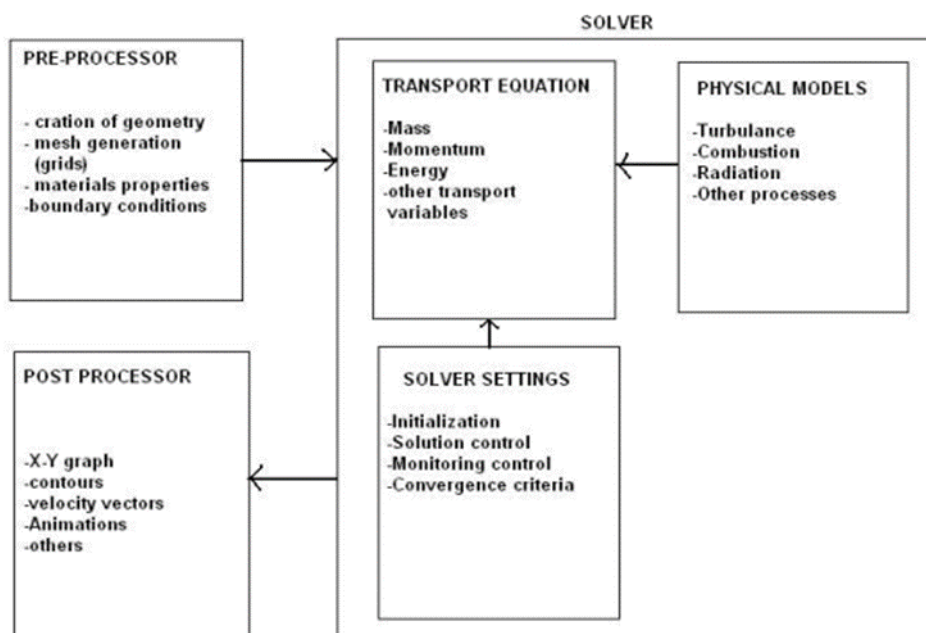 SOLVER
PRE-PROCESSOR
- cration of geometry
- mesh generation
(grids)
- materials properties
-boundary conditions
TRANSPORT EQUATION
-Mass
-Momentum
-Energy
-other transport
variables
PHYSICAL MODELS
-Turbulance
-Combustion
-Radiation
-Other processes
POST PROCESSOR
-X-Y graph
-contours
-velocity vectors
-Animations
-others
SOLVER SETTINGS
-Initialization
-Solution control
-Monitoring control
-Convergence criteria